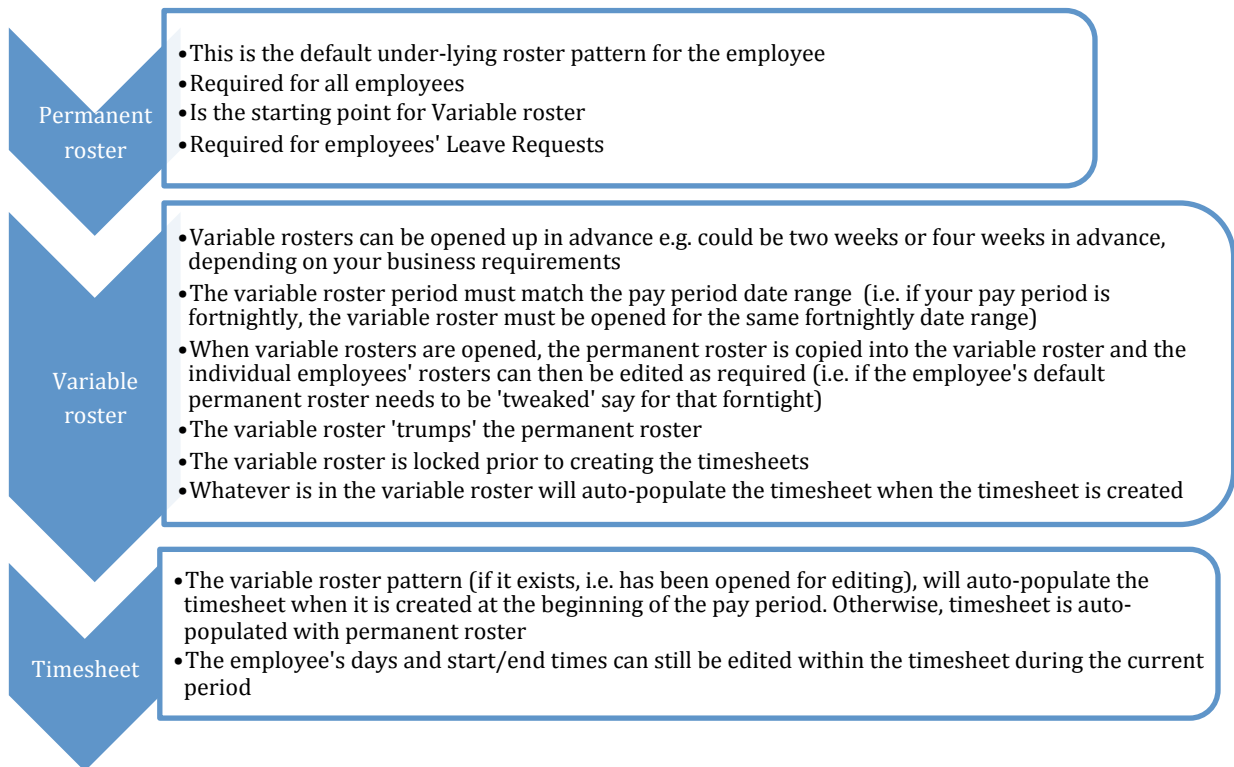 Permanent
roster
•This is the default under-lying roster pattern for the employee
•Required for all employees
•Is the starting point for Variable roster
•Required for employees' Leave Requests
Variable
roster
•Variable rosters can be opened up in advance e.g. could be two weeks or four weeks in advance,
depending on your business requirements
•The variable roster period must match the pay period date range (i.e. if your pay period is
fortnightly, the variable roster must be opened for the same fortnightly date range)
•When variable rosters are opened, the permanent roster is copied into the variable roster and the
individual employees' rosters can then be edited as required (i.e. if the employee's default
permanent roster needs to be 'tweaked' say for that forntight)
•The variable roster 'trumps' the permanent roster
•The variable roster is locked prior to creating the timesheets
•Whatever is in the variable roster will auto-populate the timesheet when the timesheet is created
Timesheet
•The variable roster pattern (if it exists, i.e. has been opened for editing), will auto-populate the
timesheet when it is created at the beginning of the pay period. Otherwise, timesheet is auto-
populated with permanent roster
•The employee's days and start/end times can still be edited within the timesheet during the current
period